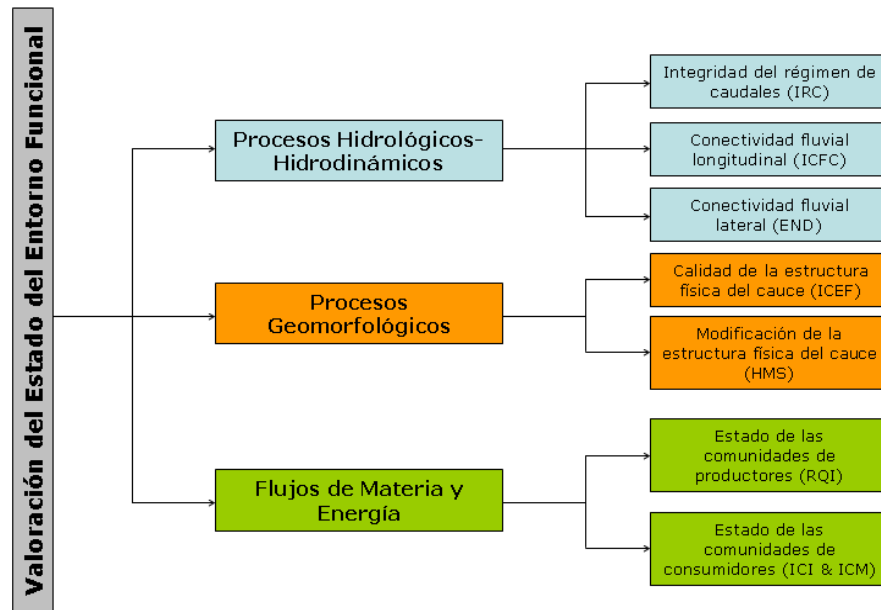 Valoración del Estado del Entorno Funcional
Procesos Hidrológicos-
Hidrodinámicos
Integridad del régimen de
caudales (IRC)
Conectividad fluvial
longitudinal (ICFC)
Conectividad fluvial
lateral (END)
Procesos
Geomorfológicos
Calidad de la estructura
física del cauce (ICEF)
Modificación de la
estructura física del cauce
(HMS)
Flujos de Materia y
Energía
Estado de las
comunidades de
productores (RQI)
Estado de las
comunidades de
consumidores (ICI & ICM)